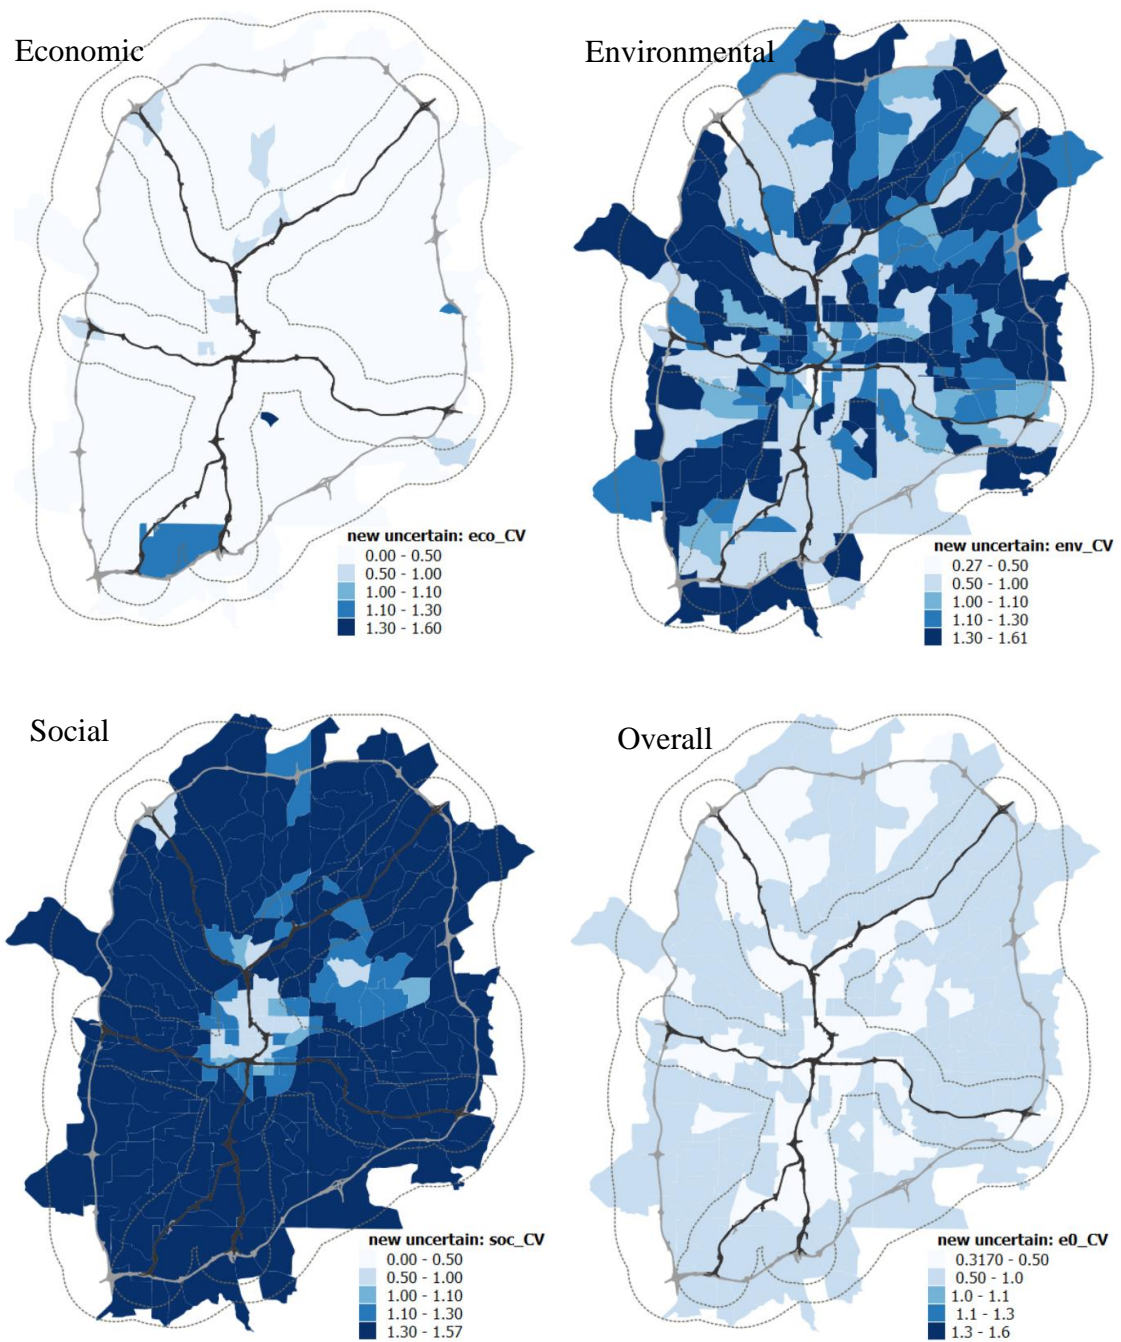 Economic
new uncertain: eco_CV
0.00 - 0.50
0.50 - 1.00
1.00 - 1.10
1.10 - 1.30
1.30 - 1.60
Environmental
new uncertain: env_CV
0.27 - 0.50
0.50 - 1.00
1.00 - 1.10
1.10 - 1.30
1.30 - 1.61
Social
new uncertain: soc_CV
0.00 - 0.50
0.50 - 1.00
1.00 - 1.10
1.10 - 1.30
1.30 - 1.57
Overall
new uncertain: e0_CV
0.3170 - 0.50
0.50 - 1.0
1.0 - 1.1
1.1 - 1.3
1.3 - 1.6